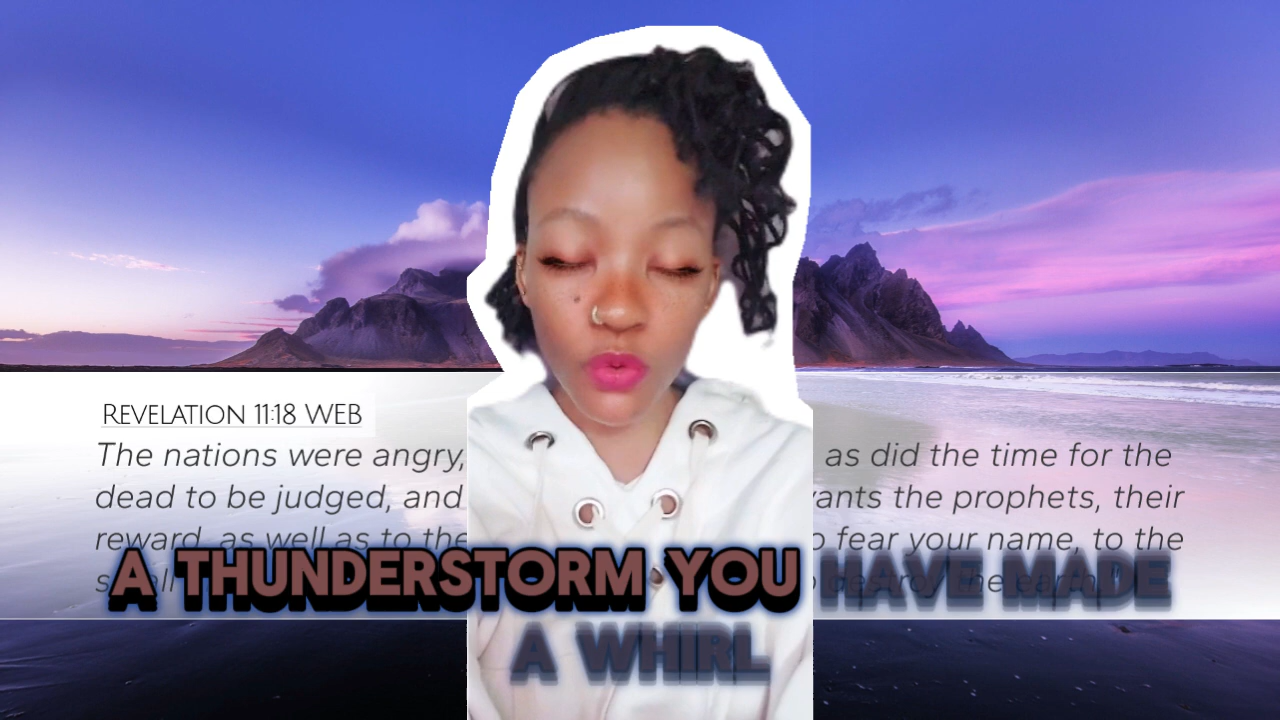 REVELATION 11:18 WEB
The nations were angry, as did the time for the
dead to be judged, and the prophets, their
reward, as well as to the fear your name, to the
the earth
A THUNDERSTORM YOU HAVE MADE
A WHIRL